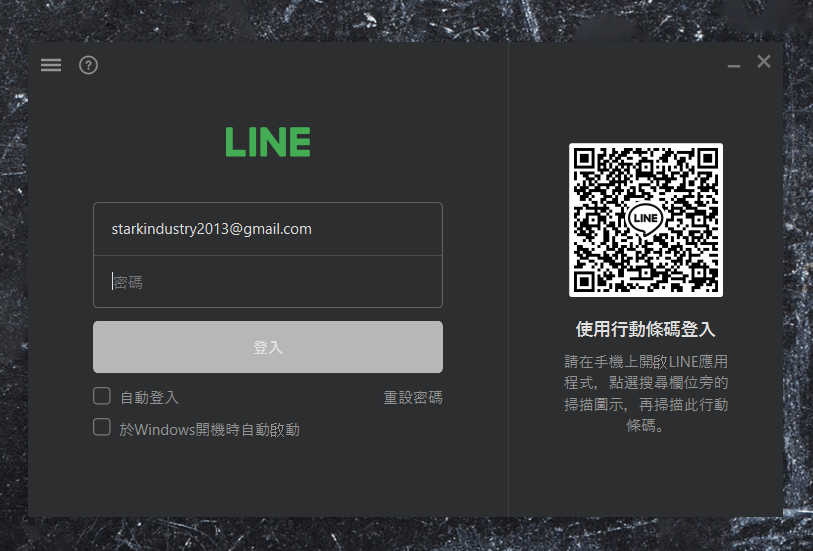 LINE
starkindustry2013@gmail.com
密碼
登入
自動登入
重設密碼
於Windows開機時自動啟動
LINE
使用行動條碼登入
請在手機上開啟LINE應用
程式，點選搜尋欄位旁的
掃描圖示，再掃描此行動
條碼。